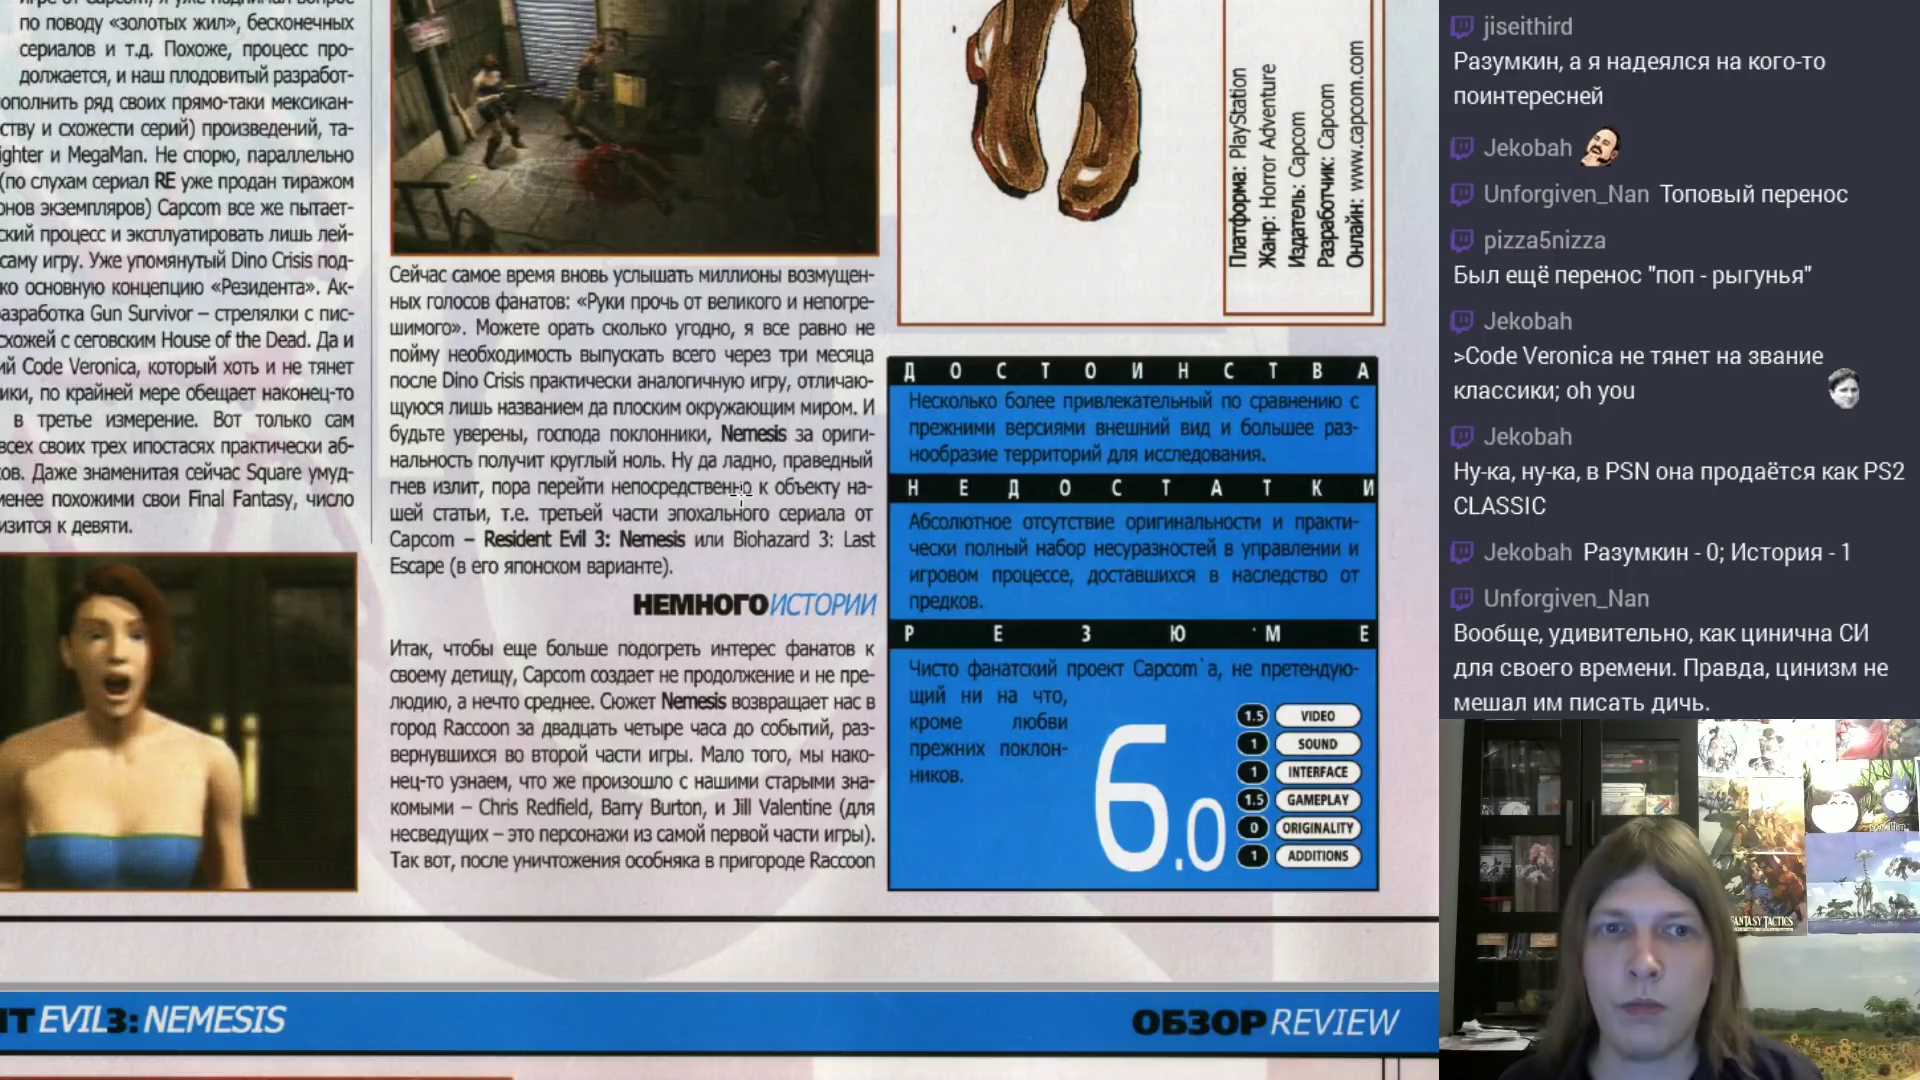 игре от Capcom, я уже поднимал вопрос
по поводу «золотых жил», бесконечных
сериалов и т.д. Похоже, процесс про-
должается, и наш плодовитый разработ-
ополнить ряд своих прямо-таки мексикан-
ству и схожести серий) произведений, та-
ighter и MegaMan. Не спорю, параллельно
(по слухам сериал RE уже продан тиражом
онов экземпляров) Capcom все же пытает-
ский процесс и эксплуатировать лишь лей-
саму игру. Уже упомянутый Dino Crisis под-
ко основную концепцию «Резидента». Ак-
разработка Gun Survivor – стрелялки с пис-
схожей с сеговским House of the Dead. Да и
ий Code Veronica, который хоть и не тянет
ики, по крайней мере обещает наконец-то
в третье измерение. Вот только сам
всех своих трех ипостасях практически аб-
ков. Даже знаменитая сейчас Square умуд-
менее похожими свои Final Fantasy, число
изится к девяти.
Сейчас самое время вновь услышать миллионы возмущен-
ных голосов фанатов: «Руки прочь от великого и непогре-
шимого». Можете орать сколько угодно, я все равно не
пойму необходимость выпускать всего через три месяца
после Dino Crisis практически аналогичную игру, отличаю-
щуюся лишь названием да плоским окружающим миром. И
будьте уверены, господа поклонники, Nemesis за ориги-
нальность получит круглый ноль. Ну да ладно, праведный
гнев излит, пора перейти непосредственно к объекту на-
шей статьи, т.е. третьей части эпохального сериала от
Capcom – Resident Evil 3: Nemesis или Biohazard 3: Last
Escape (в его японском варианте).
НЕМНОГОИСТОРИИ
Итак, чтобы еще больше подогреть интерес фанатов к
своему детищу, Capcom создает не продолжение и не пре-
людию, а нечто среднее. Сюжет Nemesis возвращает нас в
город Raccoon за двадцать четыре часа до событий, раз-
вернувшихся во второй части игры. Мало того, мы нако-
нец-то узнаем, что же произошло с нашими старыми зна-
комыми – Chris Redfield, Barry Burton, и Jill Valentine (для
несведущих – это персонажи из самой первой части игры).
Так вот, после уничтожения особняка в пригороде Raccoon
Платформа: PlayStation
Жанр: Horror Adventure
Издатель: Capcom
Разработчик: Capcom
Онлайн: www.capcom.com
ДОСТОИНСТВА
Несколько более привлекательный по сравнению с
прежними версиями внешний вид и большее раз-
нообразие территорий для исследования.
НЕДОСТАТКИ
Абсолютное отсутствие оригинальности и практи-
чески полный набор несуразностей в управлении и
игровом процессе, доставшихся в наследство от
предков.
РЕЗЮМЕ
Чисто фанатский проект Capcom`а, не претендую-
щий ни на что,
кроме любви
прежних поклон-
ников.
6.0
1.5 VIDEO
1 SOUND
1 INTERFACE
1.5 GAMEPLAY
0 ORIGINALITY
1 ADDITIONS
NT EVIL3: NEMESIS
ОБЗОР REVIEW
jiseithird
Разумкин, а я надеялся на кого-то
поинтересней
Jekobah
Unforgiven_Nan Топовый перенос
pizza5nizza
Был ещё перенос "поп - рыгунья"
Jekobah
>Code Veronica не тянет на звание
классики; oh you
Jekobah
Ну-ка, ну-ка, в PSN она продаётся как PS2
CLASSIC
Jekobah Разумкин - 0; История - 1
Unforgiven_Nan
Вообще, удивительно, как цинична СИ
для своего времени. Правда, цинизм не
мешал им писать дичь.
FANTASY TACTICS